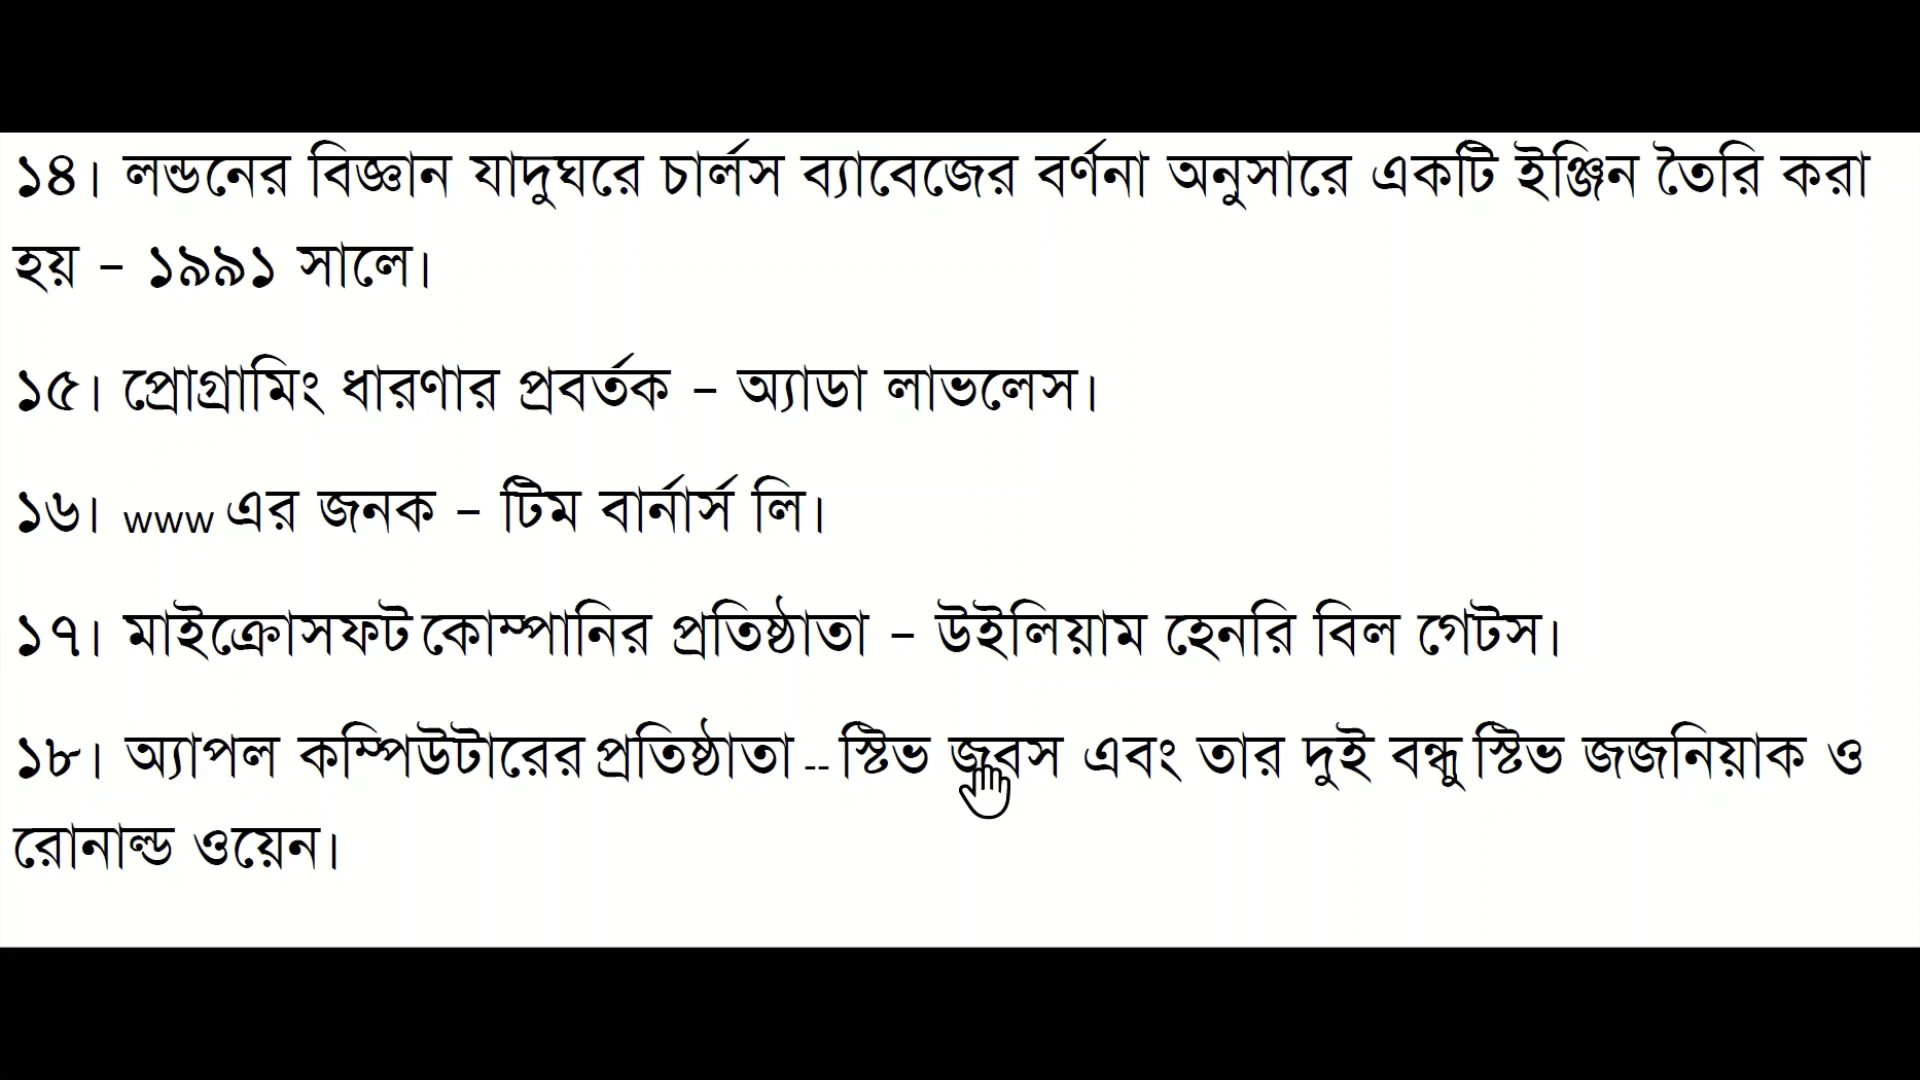 ১৪। লন্ডনের বিজ্ঞান যাদুঘরে চার্লস ব্যাবেজের বর্ণনা অনুসারে একটি ইঞ্জিন তৈরি করা
হয় – ১৯৯১ সালে।
১৫। প্রোগ্রামিং ধারণার প্রবর্তক – অ্যাডা লাভলেস।
১৬। www এর জনক – টিম বার্নার্স লি।
১৭। মাইক্রোসফট কোম্পানির প্রতিষ্ঠাতা – উইলিয়াম হেনরি বিল গেটস।
১৮। অ্যাপল কম্পিউটারের প্রতিষ্ঠাতা -- স্টিভ জবস এবং তার দুই বন্ধু স্টিভ জজনিয়াক ও
রোনাল্ড ওয়েন।